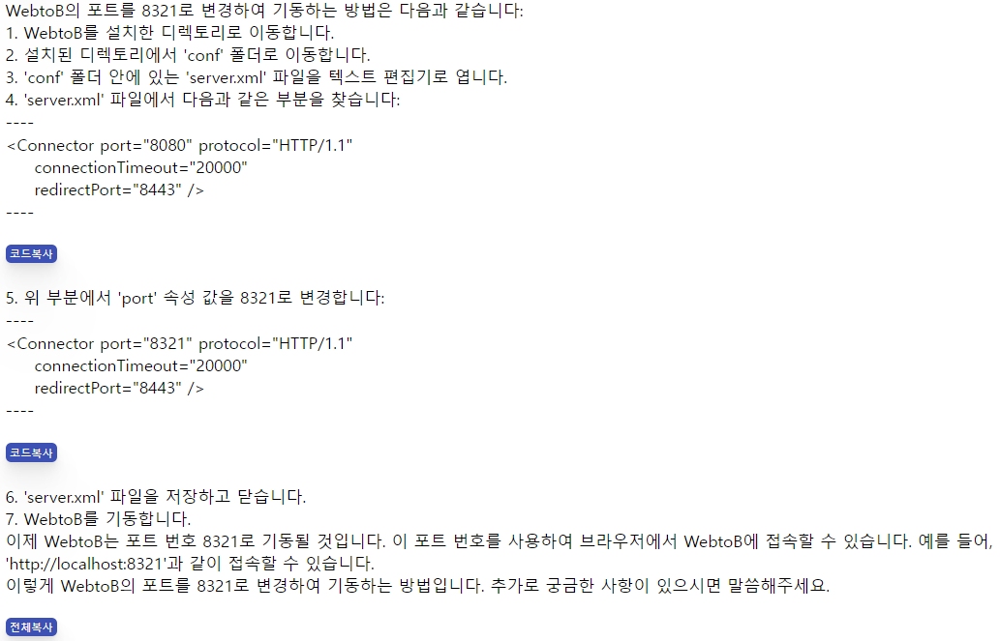 WebtoB의 포트를 8321로 변경하여 기동하는 방법은 다음과 같습니다:
1. WebtoB를 설치한 디렉토리로 이동합니다.
2. 설치된 디렉토리에서 'conf' 폴더로 이동합니다.
3. 'conf' 폴더 안에 있는 'server.xml' 파일을 텍스트 편집기로 엽니다.
4. 'server.xml' 파일에서 다음과 같은 부분을 찾습니다:
----
<Connector port="8080" protocol="HTTP/1.1"
connectionTimeout="20000"
redirectPort="8443" />
----
코드복사
5. 위 부분에서 'port' 속성 값을 8321로 변경합니다:
----
<Connector port="8321" protocol="HTTP/1.1"
connectionTimeout="20000"
redirectPort="8443" />
----
코드복사
6. 'server.xml' 파일을 저장하고 닫습니다.
7. WebtoB를 기동합니다.
이제 WebtoB는 포트 번호 8321로 기동될 것입니다. 이 포트 번호를 사용하여 브라우저에서 WebtoB에 접속할 수 있습니다. 예를 들어,
'http://localhost:8321'과 같이 접속할 수 있습니다.
이렇게 WebtoB의 포트를 8321로 변경하여 기동하는 방법입니다. 추가로 궁금한 사항이 있으시면 말씀해주세요.
전체복사